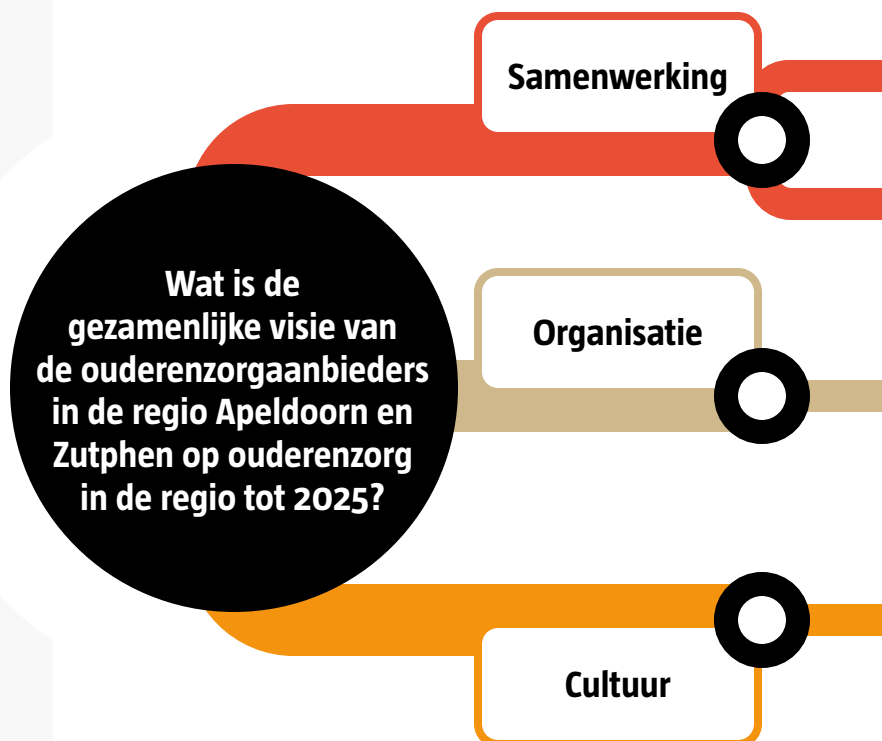 Samenwerking
Wat is de
gezamenlijke visie van
de ouderenzorgaanbieders
in de regio Apeldoorn en
Zutphen op ouderenzorg
in de regio tot 2025?
Organisatie
Cultuur